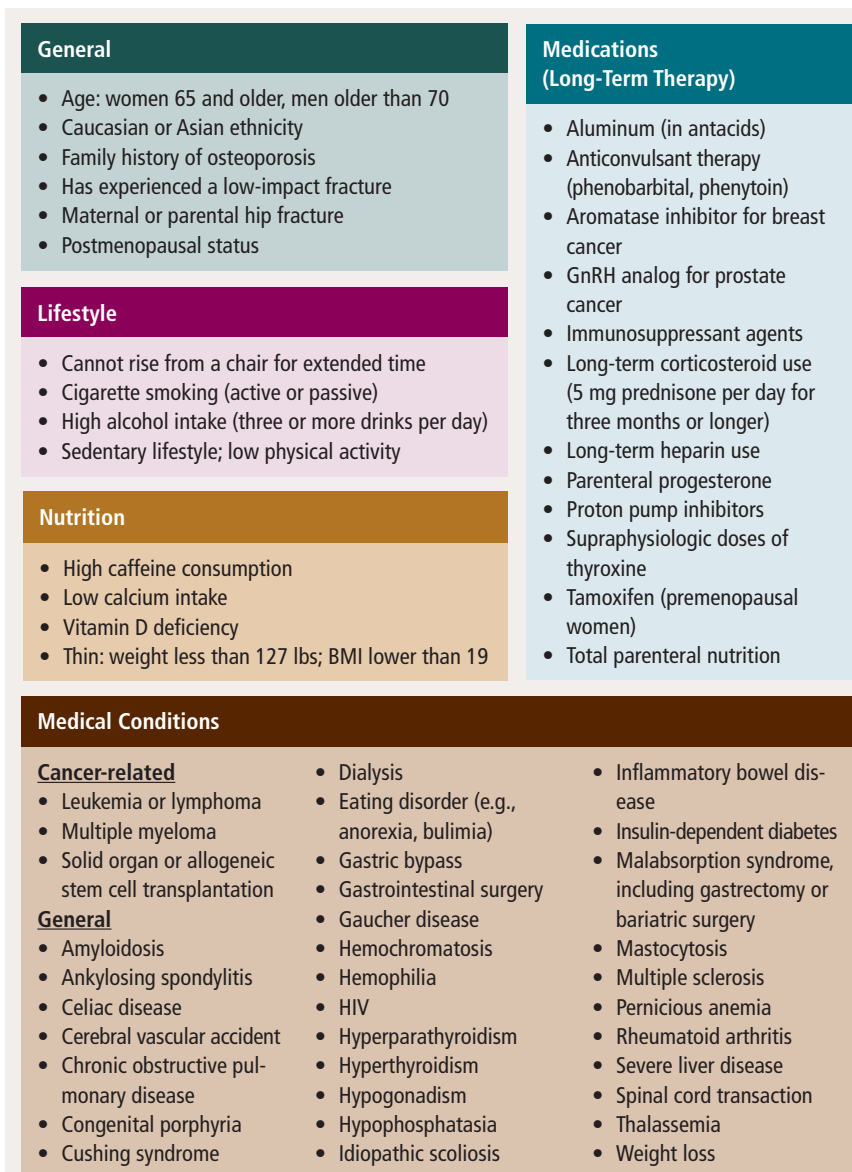 General
• Age: women 65 and older, men older than 70
• Caucasian or Asian ethnicity
• Family history of osteoporosis
• Has experienced a low-impact fracture
• Maternal or parental hip fracture
• Postmenopausal status
Lifestyle
• Cannot rise from a chair for extended time
• Cigarette smoking (active or passive)
• High alcohol intake (three or more drinks per day)
• Sedentary lifestyle; low physical activity
Nutrition
• High caffeine consumption
• Low calcium intake
• Vitamin D deficiency
• Thin: weight less than 127 lbs; BMI lower than 19
Medications
(Long-Term Therapy)
• Aluminum (in antacids)
• Anticonvulsant therapy
(phenobarbital, phenytoin)
• Aromatase inhibitor for breast
cancer
• GnRH analog for prostate
cancer
• Immunosuppressant agents
• Long-term corticosteroid use
(5 mg prednisone per day for
three months or longer)
• Long-term heparin use
• Parenteral progesterone
• Proton pump inhibitors
• Supraphysiologic doses of
thyroxine
• Tamoxifen (premenopausal
women)
• Total parenteral nutrition
Medical Conditions
Cancer-related
• Leukemia or lymphoma
• Multiple myeloma
• Solid organ or allogeneic
stem cell transplantation
General
• Amyloidosis
• Ankylosing spondylitis
• Celiac disease
• Cerebral vascular accident
• Chronic obstructive pul-
monary disease
• Congenital porphyria
• Cushing syndrome
• Dialysis
• Eating disorder (e.g.,
anorexia, bulimia)
• Gastric bypass
• Gastrointestinal surgery
• Gaucher disease
• Hemochromatosis
• Hemophilia
• HIV
• Hyperparathyroidism
• Hyperthyroidism
• Hypogonadism
• Hypophosphatasia
• Idiopathic scoliosis
• Inflammatory bowel dis-
ease
• Insulin-dependent diabetes
• Malabsorption syndrome,
including gastrectomy or
bariatric surgery
• Mastocytosis
• Multiple sclerosis
• Pernicious anemia
• Rheumatoid arthritis
• Severe liver disease
• Spinal cord transaction
• Thalassemia
• Weight loss